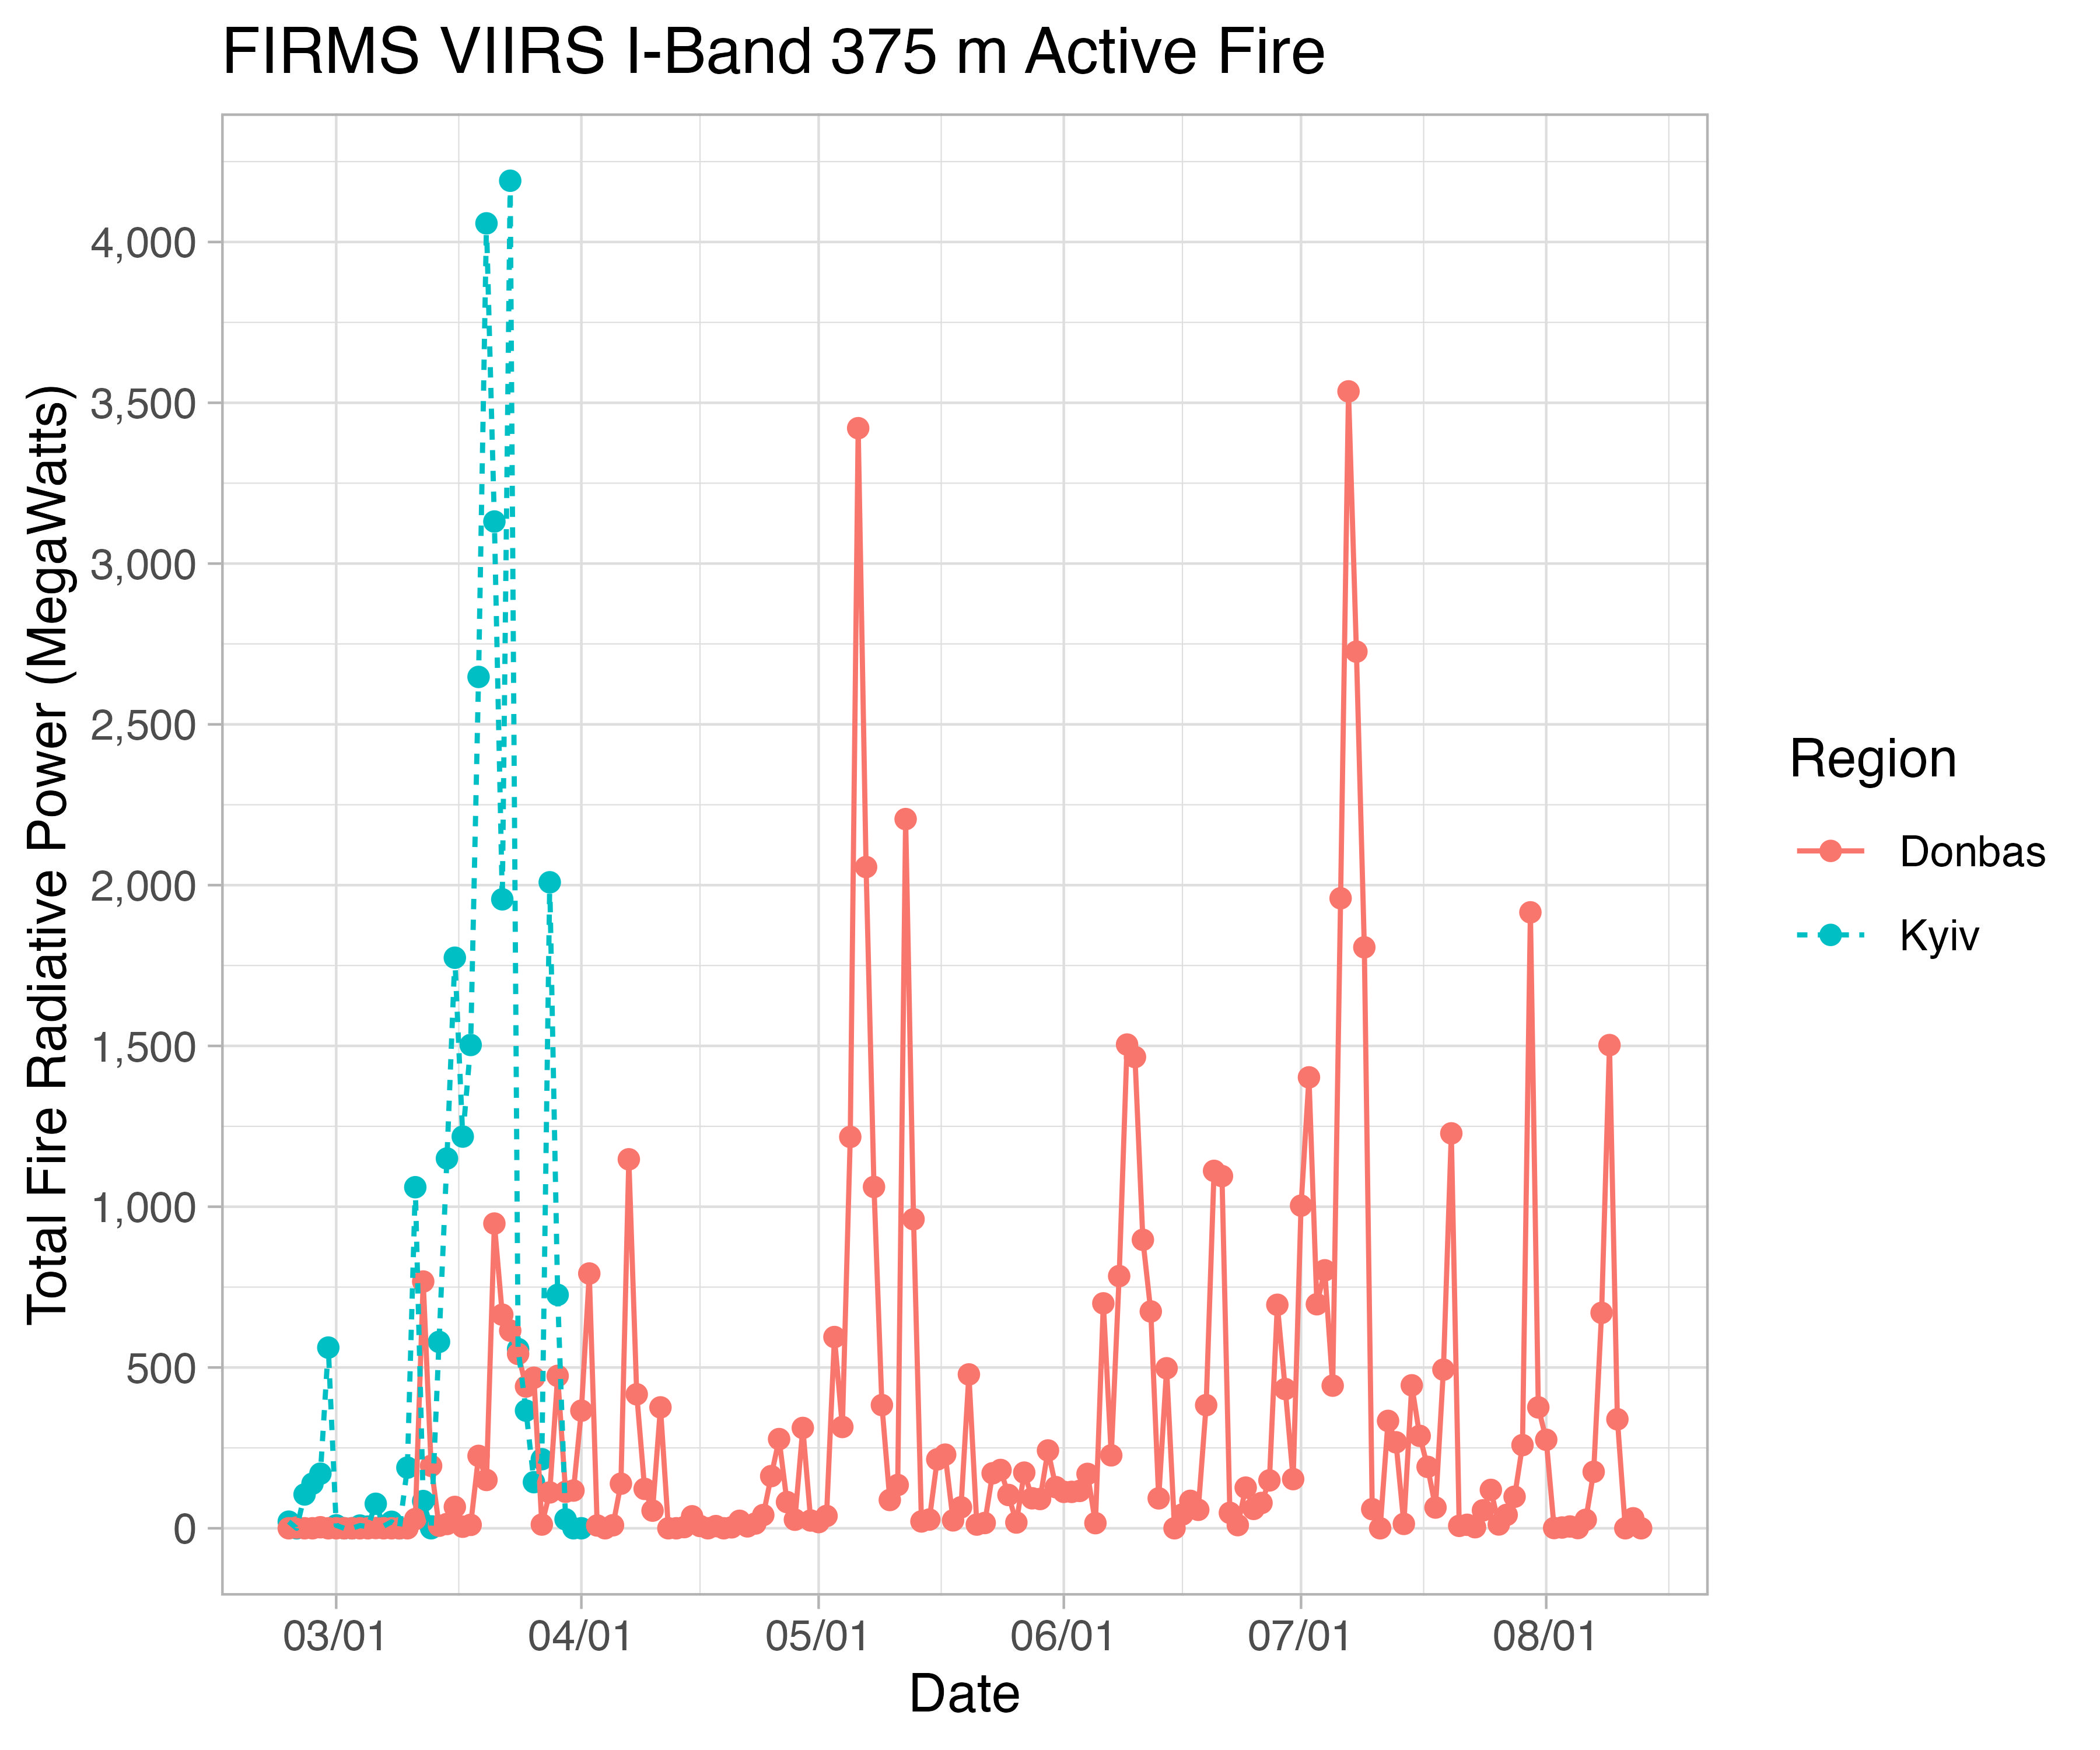 FIRMS VIIRS I-Band 375 m Active Fire
Total Fire Radiative Power (MegaWatts)
4,000
3,500
3,000
2,500
2,000
1,500
1,000
500
0
03/01
04/01
05/01
06/01
07/01
08/01
Date
Region
Donbas
Kyiv